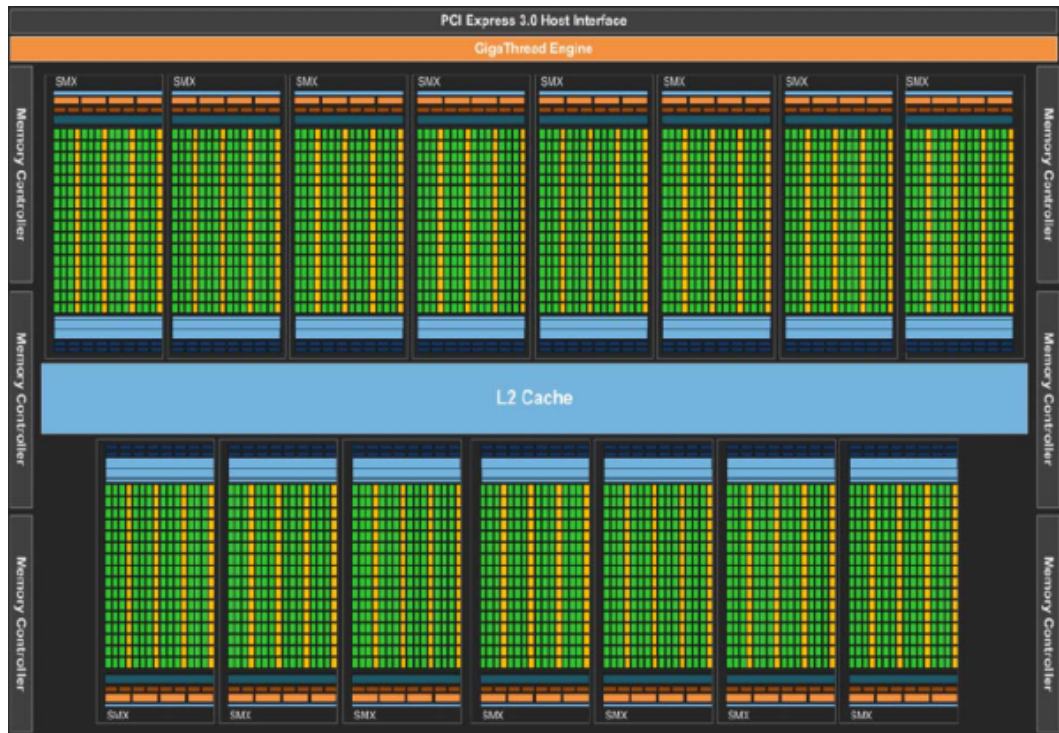 PCI Express 3.0 Host Interface
GigaThread Engine
SMX SMX SMX SMX SMX SMX SMX SMX
Memory Controller
Memory Controller
Memory Controller
Memory Controller
L2 Cache
Memory Controller
Memory Controller
SMX SMX SMX SMX SMX SMX SMX